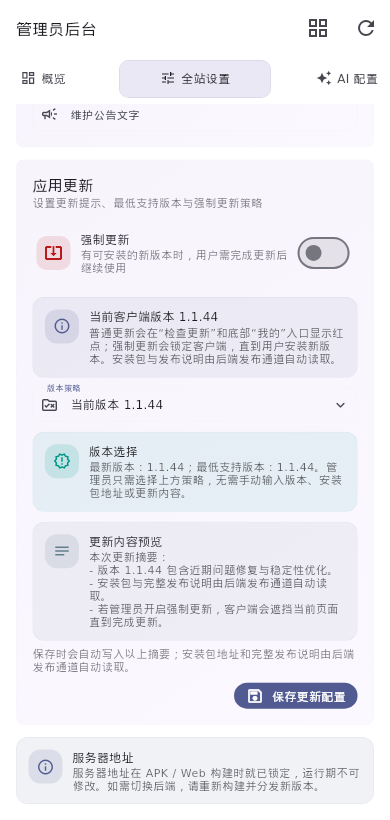 管理员后台
概览
全站设置
AI 配置
维护公告文字
应用更新
设置更新提示、最低支持版本与强制更新策略
强制更新
有可安装的新版本时，用户需完成更新后
继续使用
当前客户端版本 1.1.44
普通更新会在“检查更新”和底部“我的”入口显示红
点；强制更新会锁定客户端，直到用户安装新版
本。安装包与发布说明由后端发布通道自动读取。
版本策略
当前版本 1.1.44
版本选择
最新版本：1.1.44；最低支持版本：1.1.44。管
理员只需选择上方策略，无需手动输入版本、安装
包地址或更新内容。
更新内容预览
本次更新摘要：
- 版本 1.1.44 包含近期问题修复与稳定性优化。
- 安装包与完整发布说明由后端发布通道自动读
取。
- 若管理员开启强制更新，客户端会遮挡当前页面
直到完成更新。
保存时会自动写入以上摘要；安装包地址和完整发布说明由后端
发布通道自动读取。
保存更新配置
服务器地址
服务器地址在 APK / Web 构建时就已锁定，运行期不可
修改。如需切换后端，请重新构建并分发新版本。